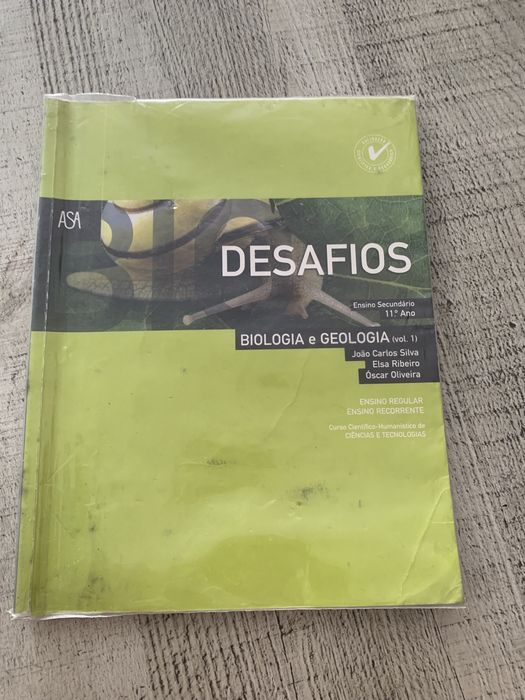 ASA
DESAFIOS
Ensino Secundário
11.º Ano
BIOLOGIA e GEOLOGIA (vol. 1)
João Carlos Silva
Elsa Ribeiro
Óscar Oliveira
ENSINO REGULAR
ENSINO RECORRENTE
Curso Científico-Humanístico de
CIÊNCIAS E TECNOLOGIAS